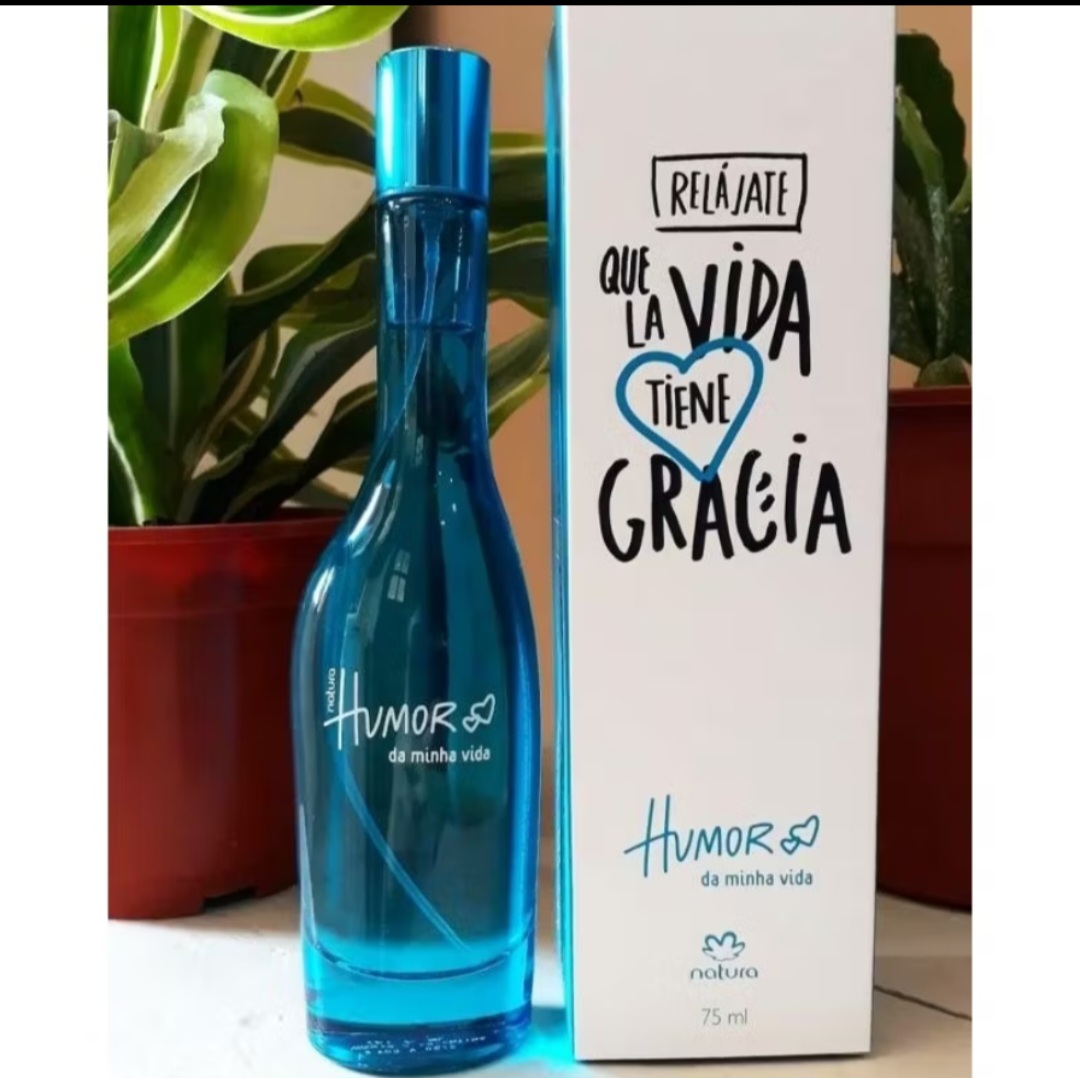 natura
HUMOR
da minha vida
RELÁJATE
QUE
LA VIDA
TIENE
GRACIA
HUMOR
da minha vida
natura
75 ml